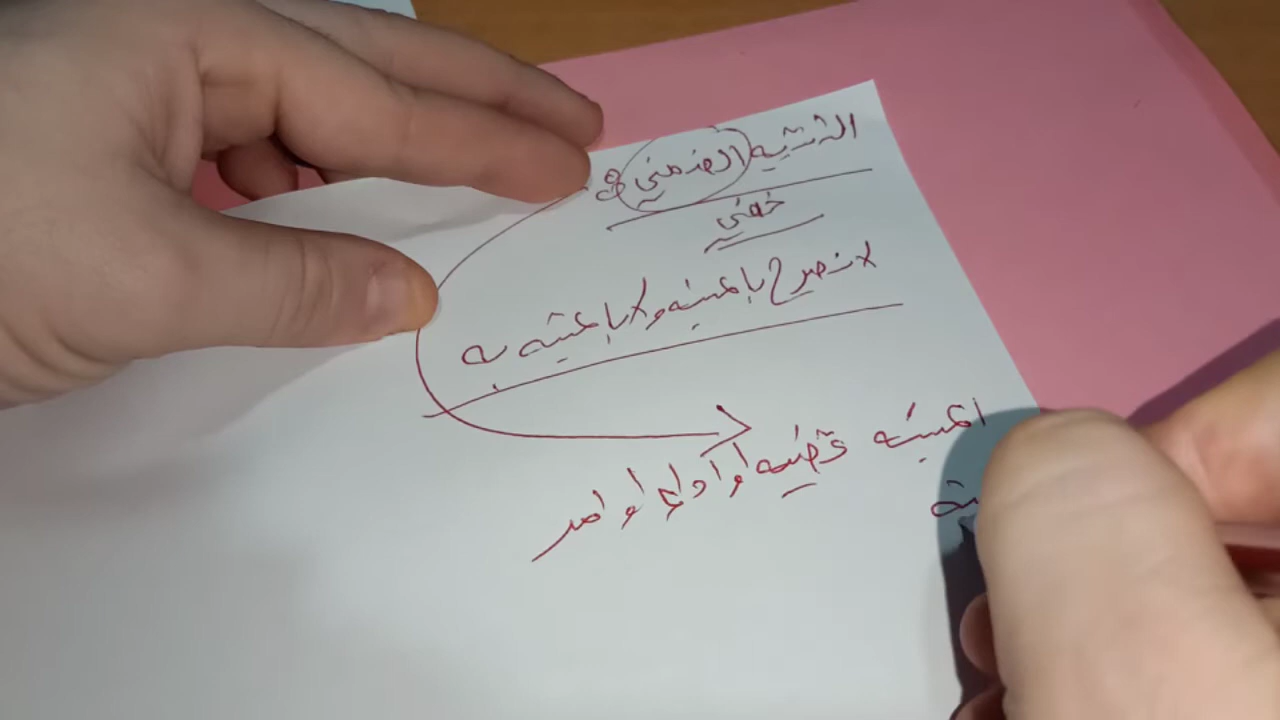 التشبيه الضمني
خفي
لا نصرح بالمشبه ولا بالمشبه به
المشبه قضية او ادعاء او امر